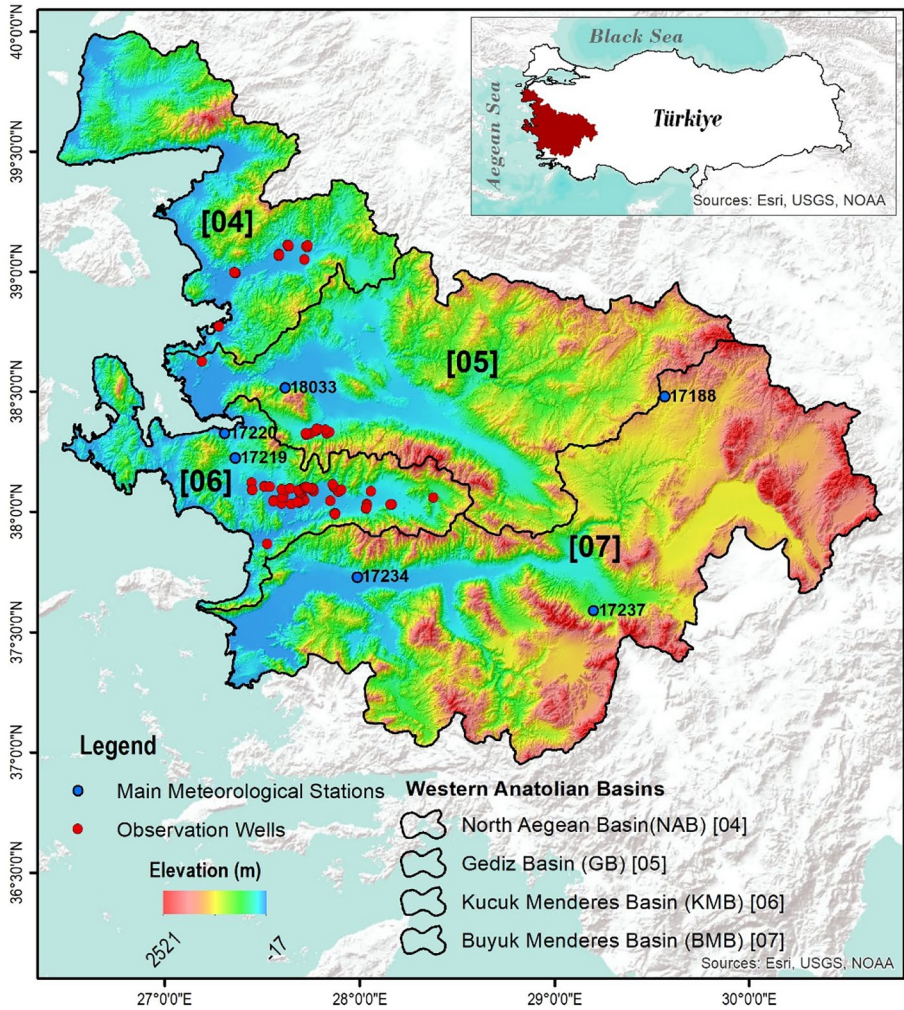 Black Sea
Aegean Sea
Türkiye
Sources: Esri, USGS, NOAA
40°0'0"N
39°30'0"N
39°0'0"N
38°30'0"N
38°0'0"N
37°30'0"N
37°0'0"N
36°30'0"N
[04]
[05]
18033
17188
17220
17219
[06]
[07]
17234
17237
Legend
Main Meteorological Stations
Observation Wells
Elevation (m)
2521
-17
Western Anatolian Basins
North Aegean Basin(NAB) [04]
Gediz Basin (GB) [05]
Kucuk Menderes Basin (KMB) [06]
Buyuk Menderes Basin (BMB) [07]
Sources: Esri, USGS, NOAA
27°0'0"E
28°0'0"E
29°0'0"E
30°0'0"E